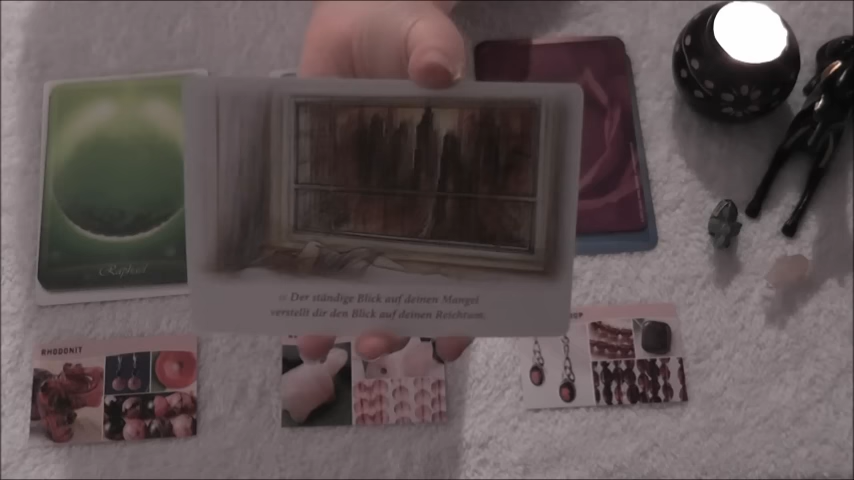 Raphael
« Der ständige Blick auf deinen Mangel
verstellt dir den Blick auf deinen Reichtum.
RHODONIT